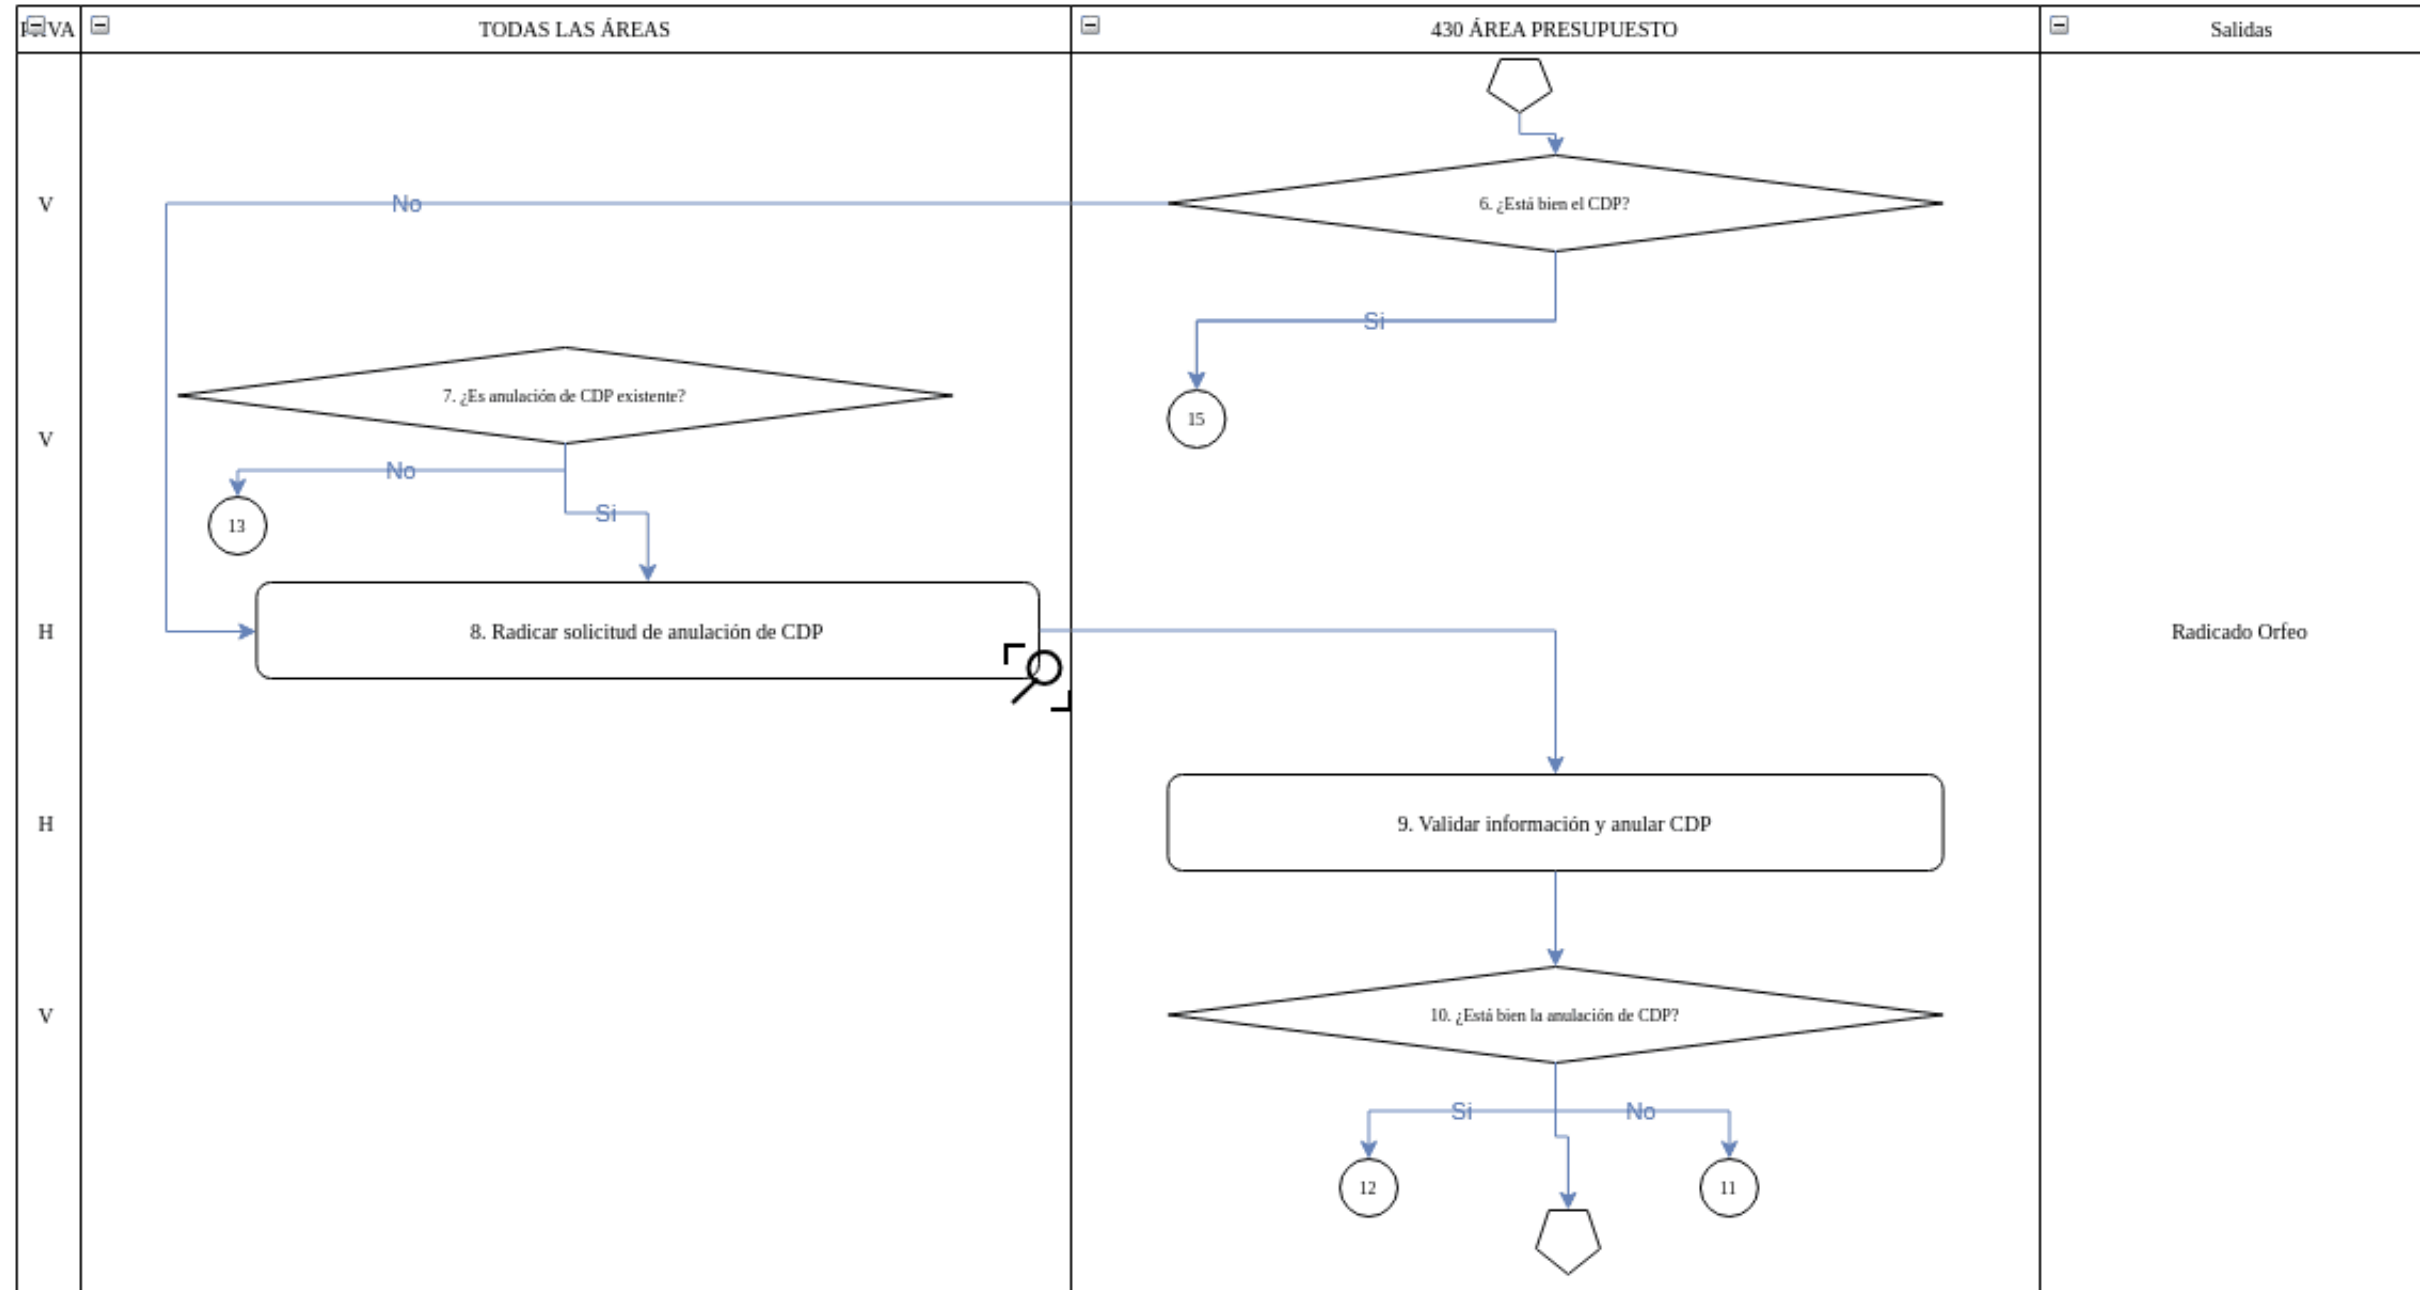 TODAS LAS ÁREAS
430 ÁREA PRESUPUESTO
Salidas
V
No
6. ¿Está bien el CDP?
Si
7. ¿Es anulación de CDP existente?
15
V
No
Si
13
H
8. Radicar solicitud de anulación de CDP
Radicado Orfeo
H
9. Validar información y anular CDP
V
10. ¿Está bien la anulación de CDP?
Si
No
12
11